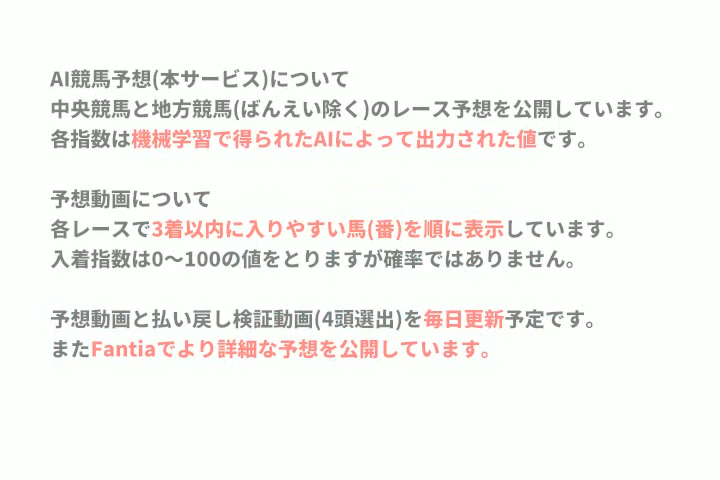 AI競馬予想(本サービス)について
中央競馬と地方競馬(ばんえい除く)のレース予想を公開しています。
各指数は機械学習で得られたAIによって出力された値です。
予想動画について
各レースで3着以内に入りやすい馬(番)を順に表示しています。
入着指数は0〜100の値をとりますが確率ではありません。
予想動画と払い戻し検証動画(4頭選出)を毎日更新予定です。
またFantiaでより詳細な予想を公開しています。